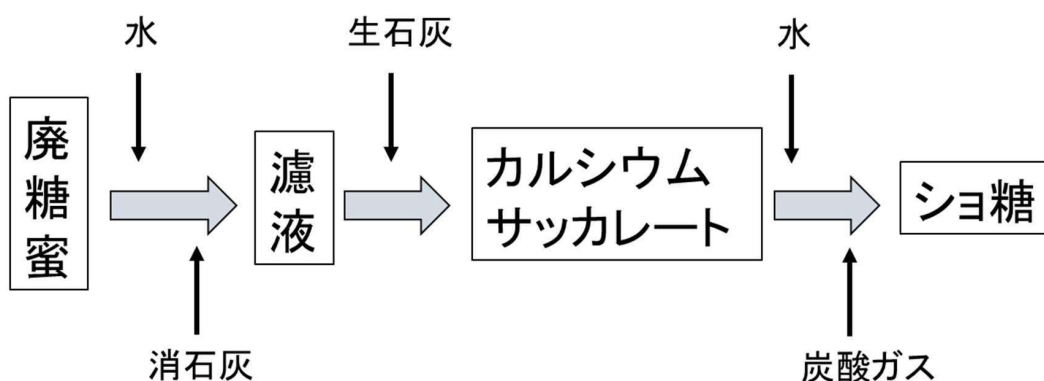 水
生石灰
水
廃糖蜜
濾液
カルシウム
サッカレート
ショ糖
消石灰
炭酸ガス